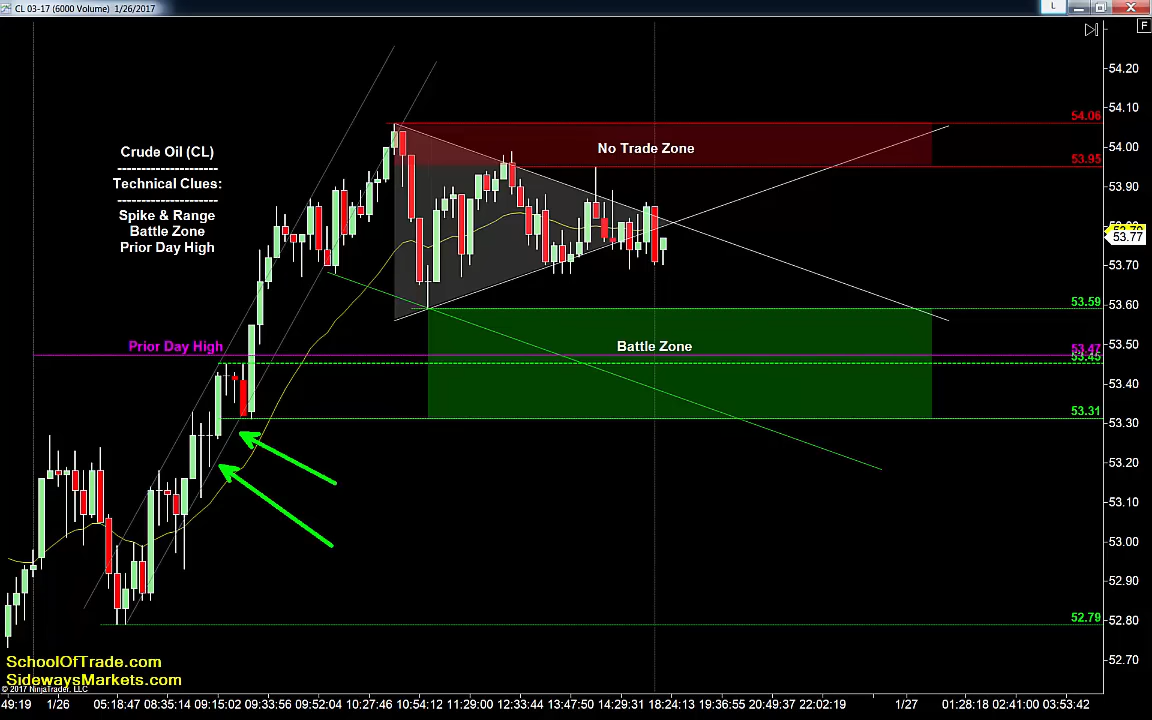 CL 03-17 (6000 Volume) 1/26/2017
L
F
54.20
54.10
54.06
54.00
No Trade Zone
53.95
53.90
Crude Oil (CL)
--------------------
Technical Clues:
--------------------
Spike & Range
Battle Zone
Prior Day High
53.77
53.70
53.60
53.59
53.50
Prior Day High
Battle Zone
53.47
53.45
53.40
53.31
53.30
53.20
53.10
53.00
52.90
52.80
52.79
52.70
SchoolOfTrade.com
SidewaysMarkets.com
© 2017 NinjaTrader, LLC
49:19 1/26 05:18:47 08:35:14 09:15:02 09:33:56 09:52:04 10:36:27 10:54:12 11:29:00 12:33:44 13:47:50 14:29:31 18:24:13 19:36:55 20:49:37 22:02:19 1/27 01:28:18 02:41:00 03:53:42